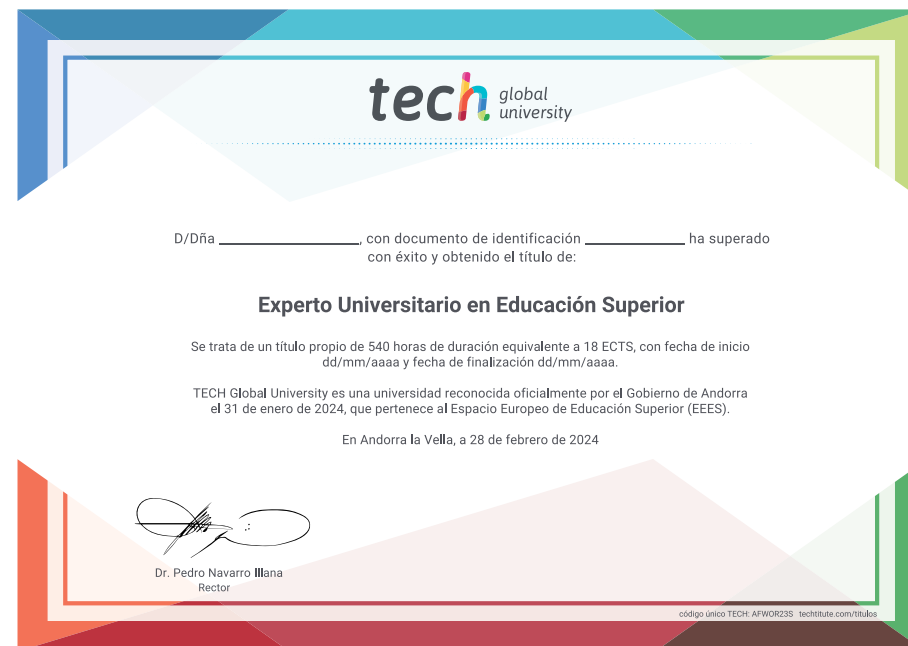 tech global university
D/Dña ______________, con documento de identificación __________ ha superado
con éxito y obtenido el título de:
Experto Universitario en Educación Superior
Se trata de un título propio de 540 horas de duración equivalente a 18 ECTS, con fecha de inicio
dd/mm/aaaa y fecha de finalización dd/mm/aaaa.
TECH Global University es una universidad reconocida oficialmente por el Gobierno de Andorra
el 31 de enero de 2024, que pertenece al Espacio Europeo de Educación Superior (EEES).
En Andorra la Vella, a 28 de febrero de 2024
Dr. Pedro Navarro Illana
Rector
código único TECH: AFWOR23S techtitute.com/titulos